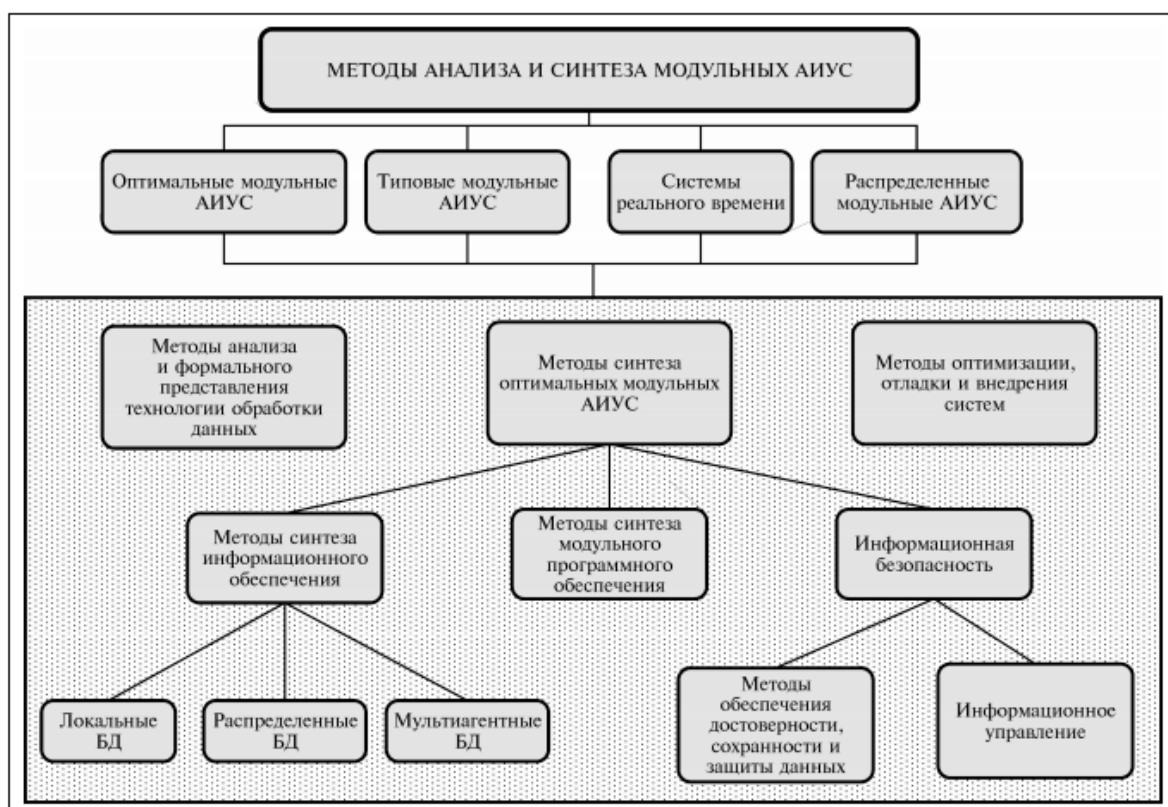 МЕТОДЫ АНАЛИЗА И СИНТЕЗА МОДУЛЬНЫХ АИУС
Оптимальные модульные
АИУС
Типовые модульные
АИУС
Системы
реального времени
Распределенные
модульные АИУС
Методы анализа
и формального
представления
технологии обработки
данных
Методы синтеза
оптимальных модульных
АИУС
Методы оптимизации,
отладки и внедрения
систем
Методы синтеза
информационного
обеспечения
Методы синтеза
модульного
программного
обеспечения
Информационная
безопасность
Локальные
БД
Распределенные
БД
Мультиагентные
БД
Методы
обеспечения
достоверности,
сохранности и
защиты данных
Информационное
управление